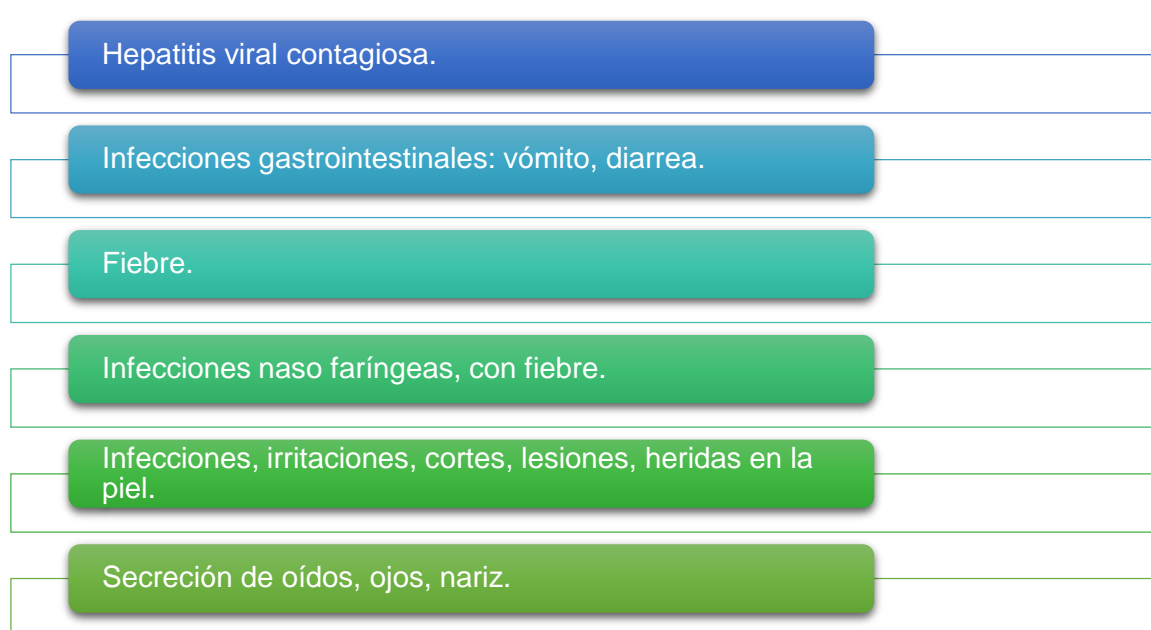 Hepatitis viral contagiosa.
Infecciones gastrointestinales: vómito, diarrea.
Fiebre.
Infecciones naso faríngeas, con fiebre.
Infecciones, irritaciones, cortes, lesiones, heridas en la
piel.
Secreción de oídos, ojos, nariz.